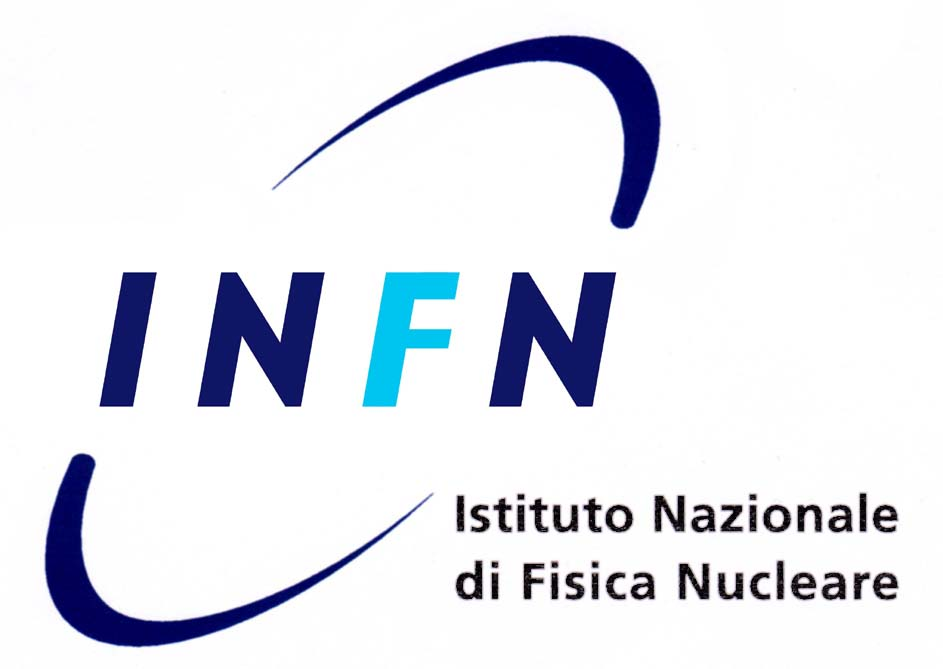 INFN
Istituto Nazionale
di Fisica Nucleare